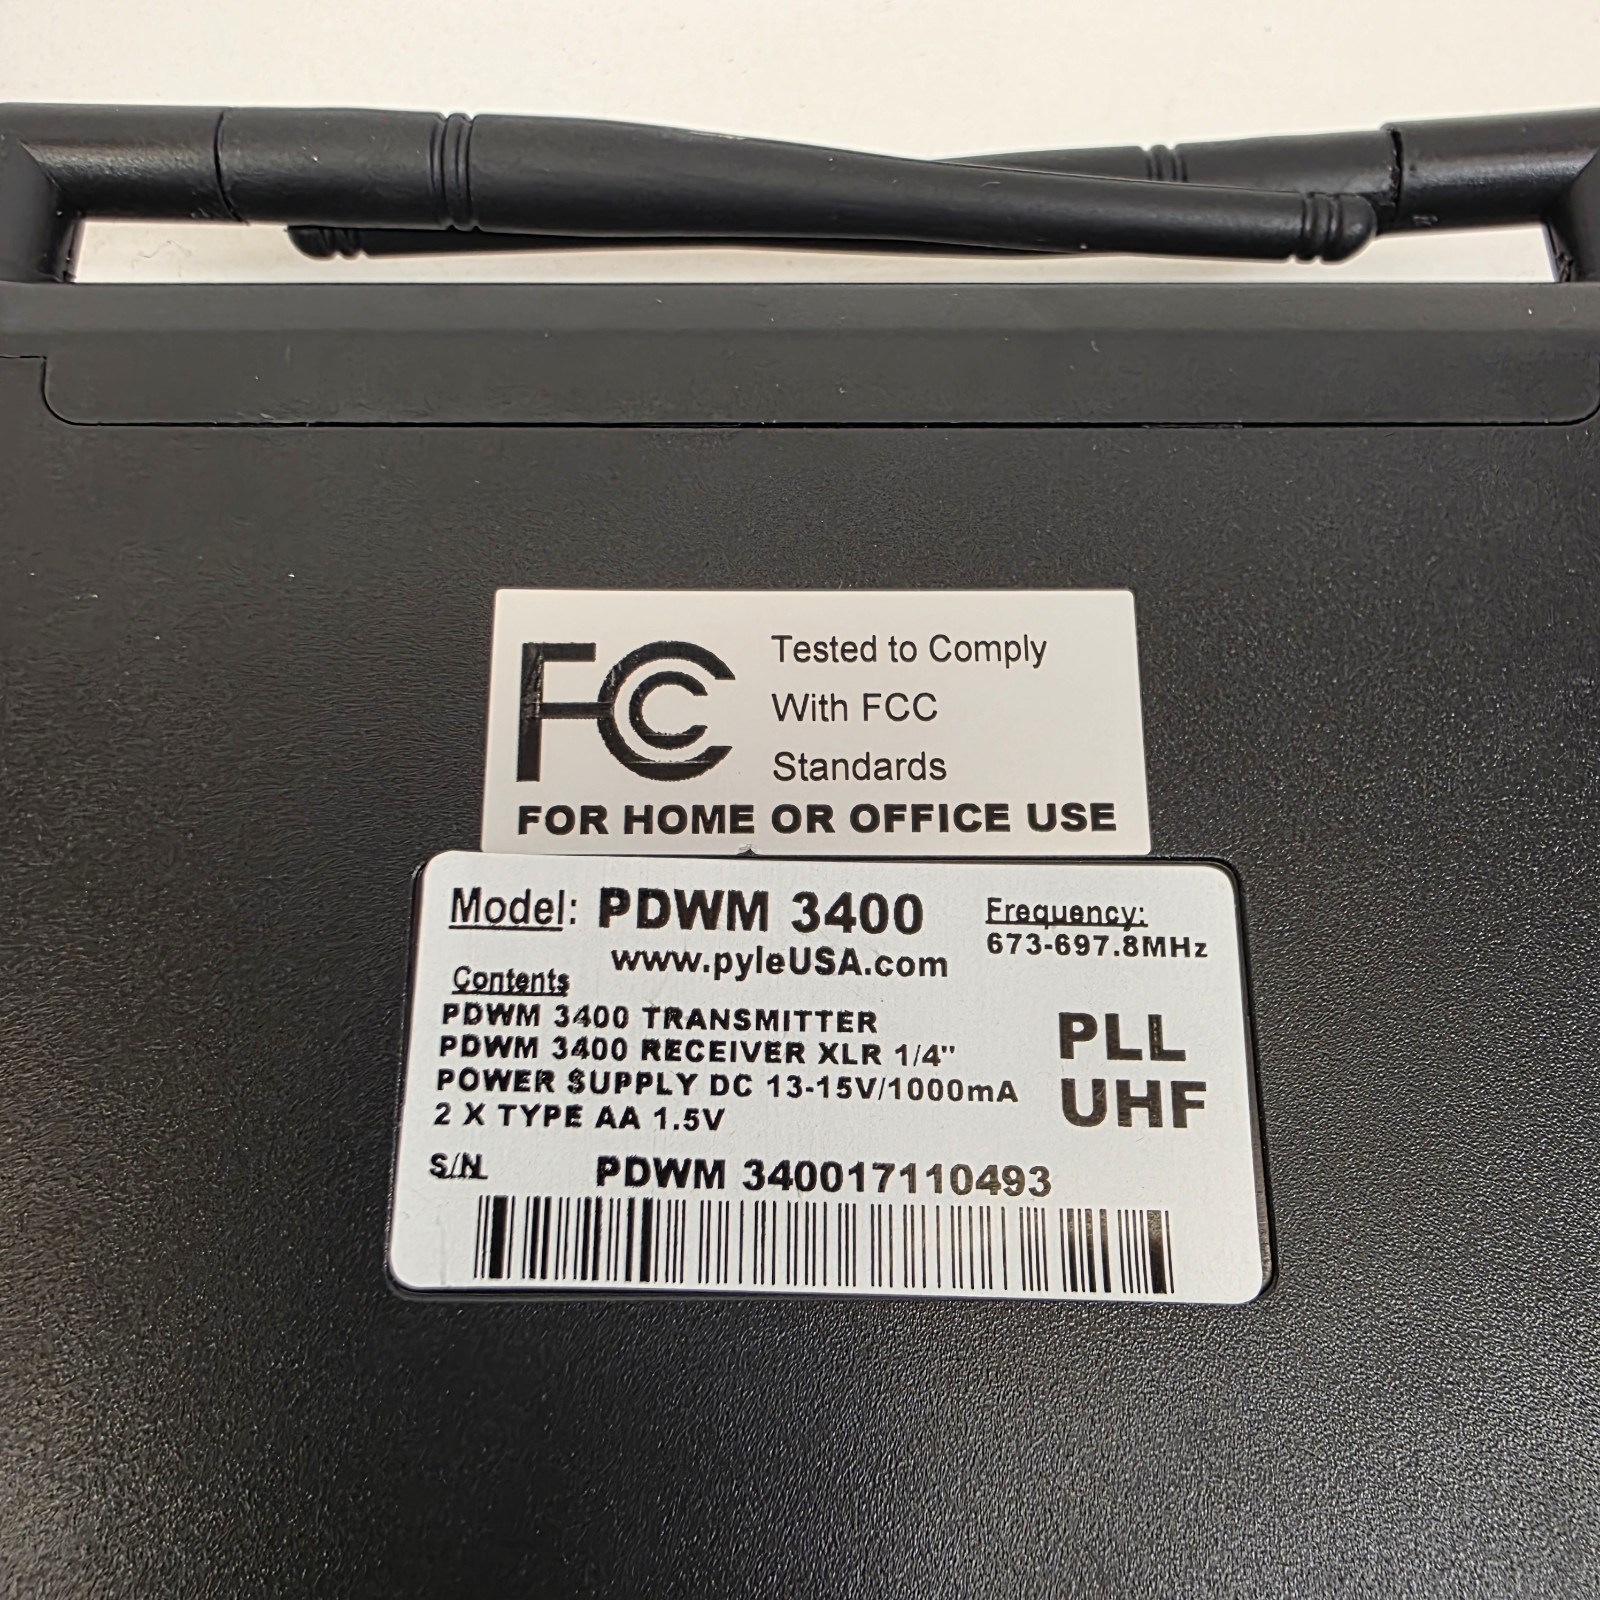 FC Tested to Comply
With FCC
Standards
FOR HOME OR OFFICE USE
Model: PDWM 3400
www.pyleUSA.com
Frequency:
673-697.8MHz
Contents
PDWM 3400 TRANSMITTER
PDWM 3400 RECEIVER XLR 1/4"
POWER SUPPLY DC 13-15V/1000mA
2 X TYPE AA 1.5V
PLL
UHF
S/N PDWM 340017110493